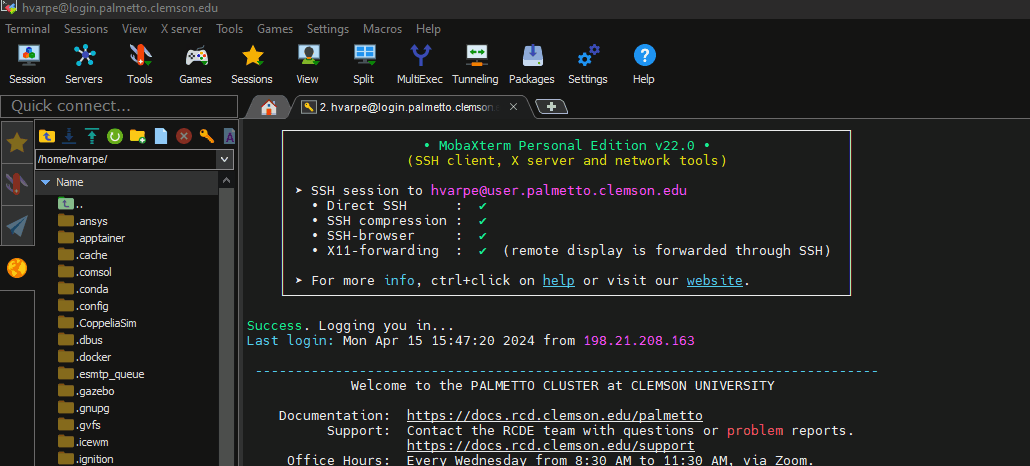 hvarpe@login.palmetto.clemson.edu
Terminal Sessions View X server Tools Games Settings Macros Help
Session Servers Tools Games Sessions View Split MultiExec Tunneling Packages Settings Help
Quick connect...
2. hvarpe@login.palmetto.clemson
/home/hvarpe/
Name
..
.ansys
.apptainer
.cache
.comsol
.conda
.config
.CoppeliaSim
.dbus
.docker
.esmtp_queue
.gazebo
.gnupg
.gvfs
.icewm
.ignition
• MobaXterm Personal Edition v22.0 •
(SSH client, X server and network tools)
➤ SSH session to hvarpe@user.palmetto.clemson.edu
• Direct SSH : ✔
• SSH compression : ✔
• SSH-browser : ✔
• X11-forwarding : ✔ (remote display is forwarded through SSH)
➤ For more info, ctrl+click on help or visit our website.
Success. Logging you in...
Last login: Mon Apr 15 15:47:20 2024 from 198.21.208.163
------------------------------------------------------------------------------
Welcome to the PALMETTO CLUSTER at CLEMSON UNIVERSITY
Documentation: https://docs.rcd.clemson.edu/palmetto
Support: Contact the RCDE team with questions or problem reports.
https://docs.rcd.clemson.edu/support
Office Hours: Every Wednesday from 8:30 AM to 11:30 AM, via Zoom.